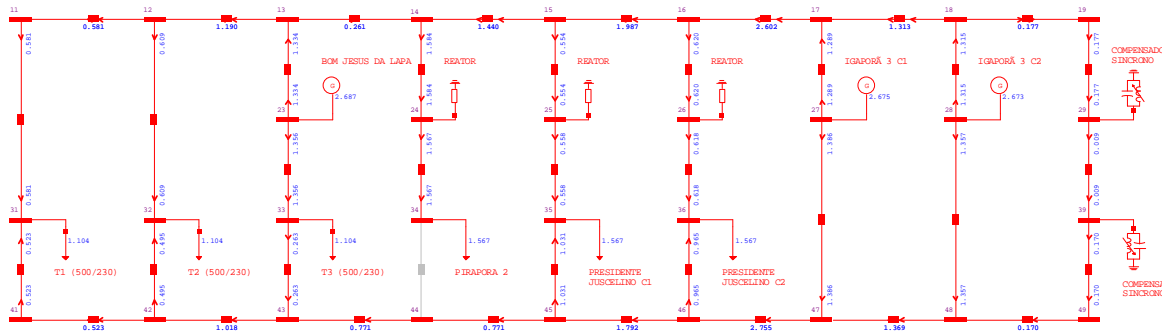 11 12 13 14 15 16 17 18 19
0.581 1.190 0.261 1.440 1.987 2.602 1.313 0.177
0.581 0.609 1.334 1.584 0.554 0.620 1.289 1.315 0.177
BOM JESUS DA LAPA REATOR REATOR REATOR IGAPORÃ 3 C1 IGAPORÃ 3 C2 COMPENSADO
SINCRONO
G G G
2.687 2.675 2.673
1.334 1.584 0.554 0.620 1.289 1.315 0.177
23 24 25 26 27 28 29
1.356 1.567 0.558 0.618 1.386 1.357 0.009
0.581 0.609 1.356 1.567 0.558 0.618 0.009
31 32 33 34 35 36 39
0.523 0.495 0.263 1.031 0.965 0.170
1.104 1.104 1.104 1.567 1.567 1.567
T1 (500/230) T2 (500/230) T3 (500/230) PIRAPORA 2 PRESIDENTE PRESIDENTE
JUSCELINO C1 JUSCELINO C2
COMPENSA
SINCRONO
0.523 0.495 0.263 1.031 0.965 1.386 1.357 0.170
41 42 43 44 45 46 47 48 49
0.523 1.018 0.771 0.771 1.792 2.755 1.369 0.170